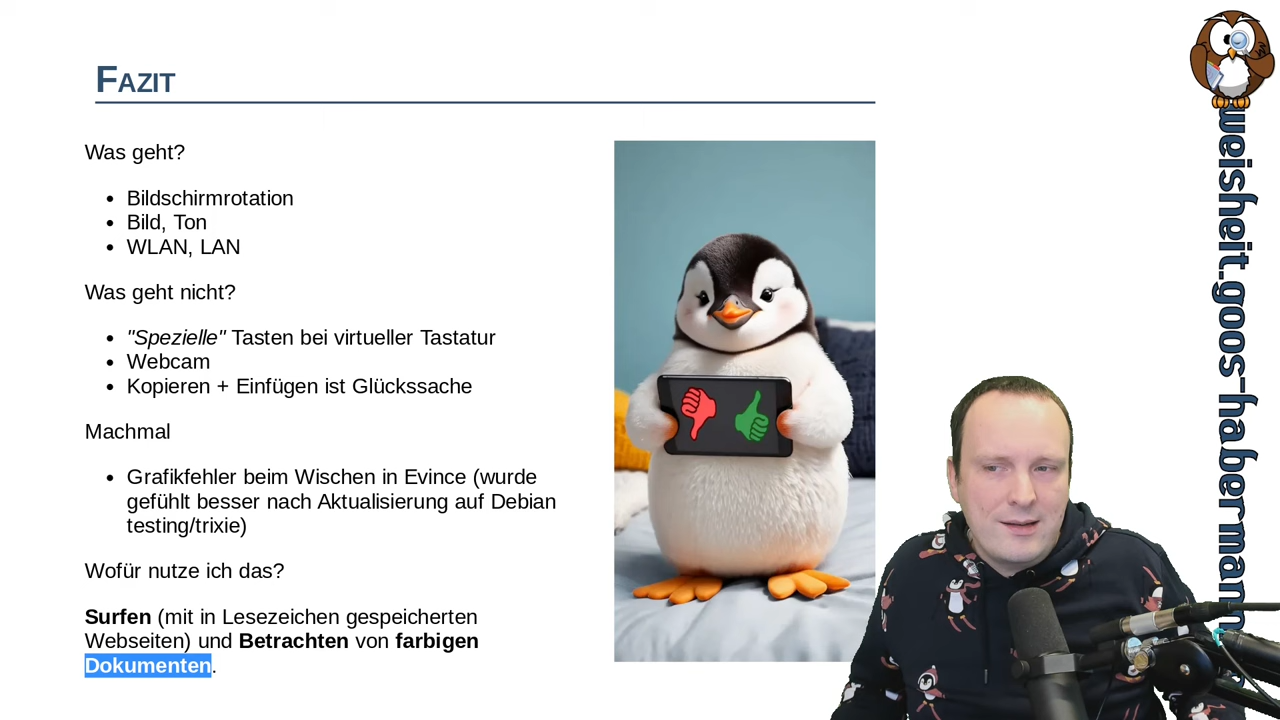 Fazit
Was geht?
• Bildschirmrotation
• Bild, Ton
• WLAN, LAN
Was geht nicht?
• "Spezielle" Tasten bei virtueller Tastatur
• Webcam
• Kopieren + Einfügen ist Glückssache
Machmal
• Grafikfehler beim Wischen in Evince (wurde
gefühlt besser nach Aktualisierung auf Debian
testing/trixie)
Wofür nutze ich das?
Surfen (mit in Lesezeichen gespeicherten
Webseiten) und Betrachten von farbigen
Dokumenten.
weisheit.goos-habermann